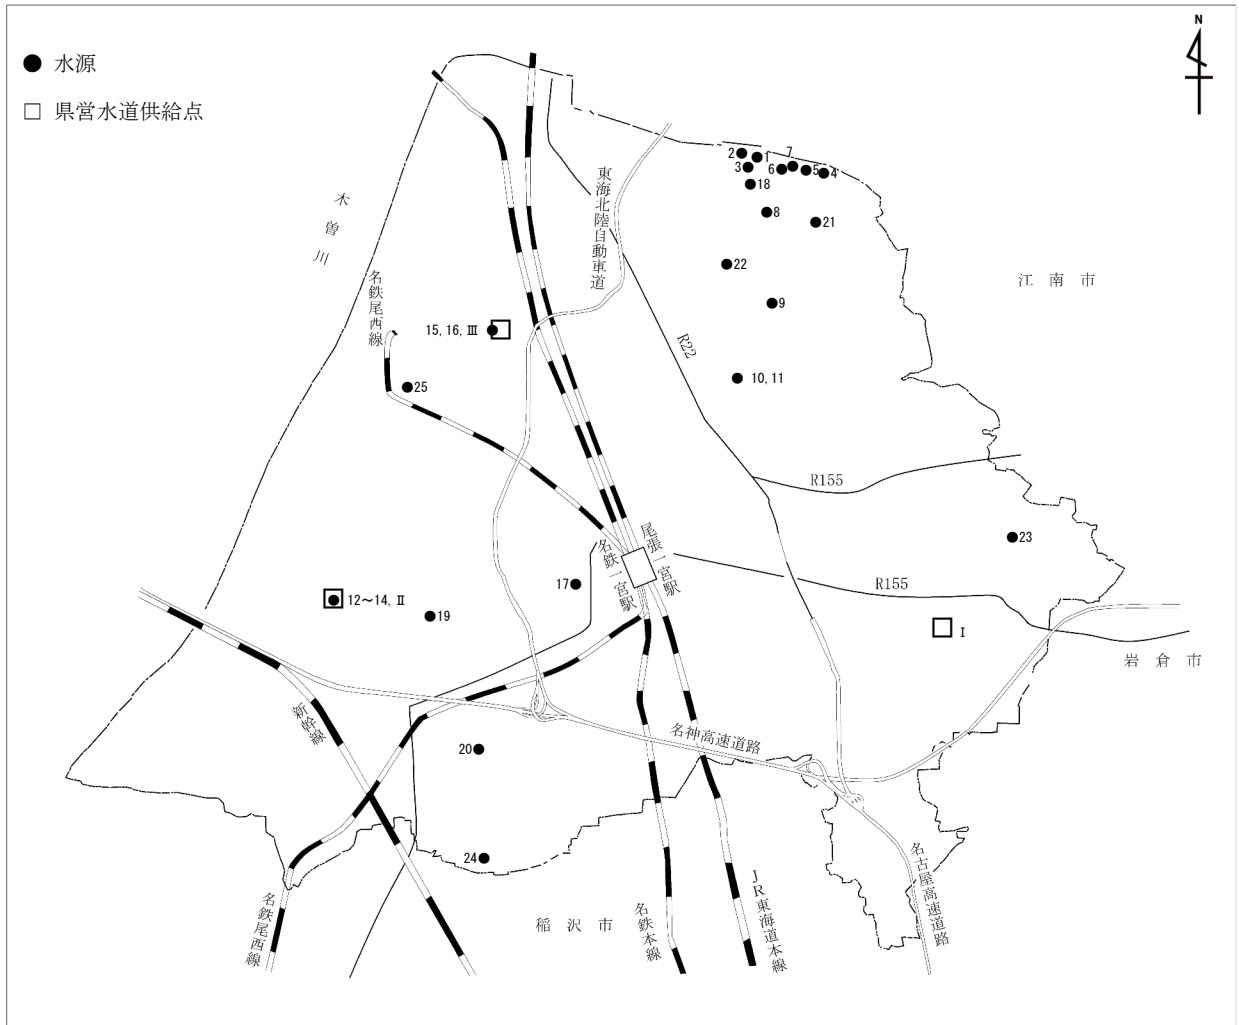 N
水源
県営水道供給点
木曽川
東海北陸自動車道
2
1
7
3
6
5
4
18
8
21
江南市
22
名鉄尾西線
9
15, 16, Ⅲ
R22
25
10, 11
R155
尾張一宮駅
名鉄一宮駅
23
17
R155
12～14, Ⅱ
19
Ⅰ
岩倉市
新幹線
名神高速道路
20
24
名古屋高速道路
名鉄尾西線
稲沢市
名鉄本線
JR東海道本線